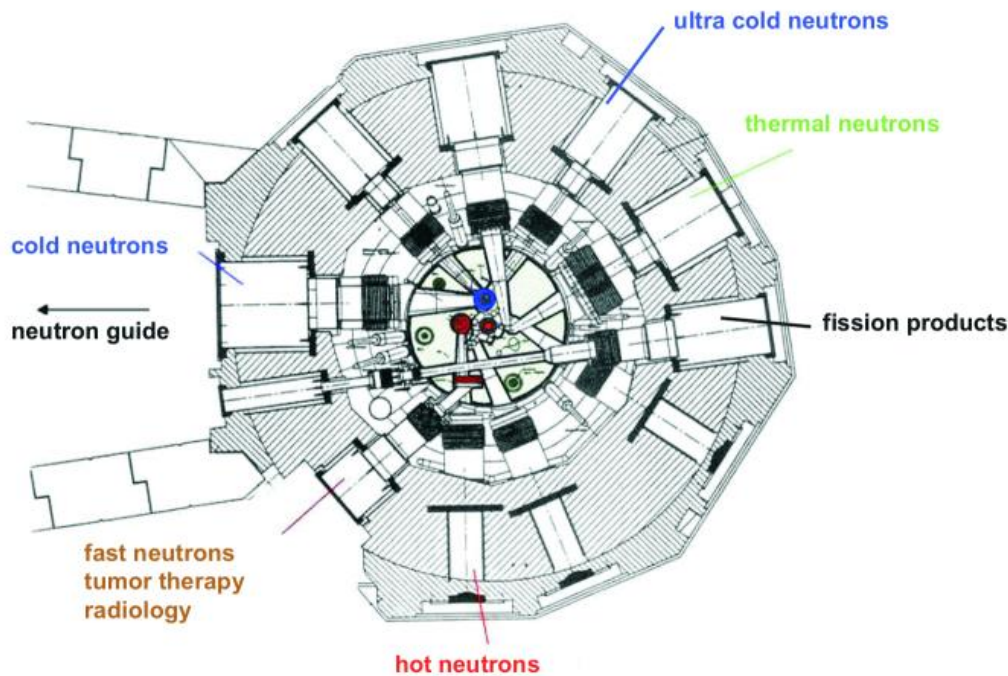 ultra cold neutrons
thermal neutrons
cold neutrons
neutron guide
fission products
fast neutrons
tumor therapy
radiology
hot neutrons